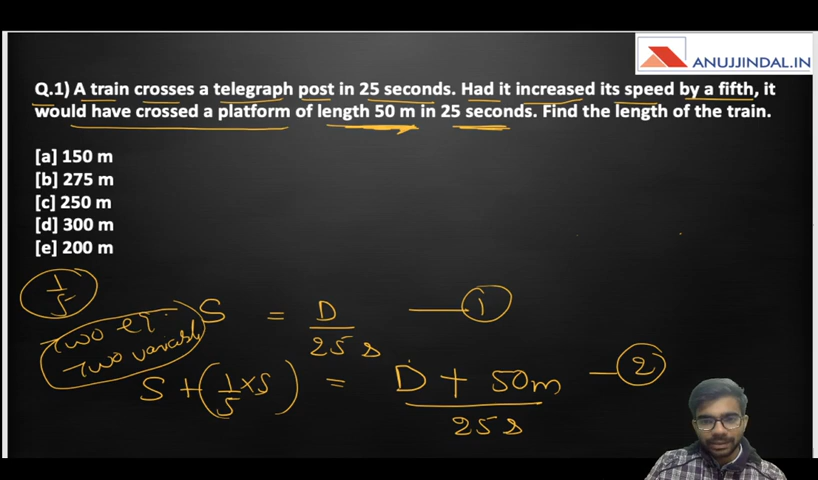 ANUJJINDAL.IN
Q.1) A train crosses a telegraph post in 25 seconds. Had it increased its speed by a fifth, it
would have crossed a platform of length 50 m in 25 seconds. Find the length of the train.
[a] 150 m
[b] 275 m
[c] 250 m
[d] 300 m
[e] 200 m
1/5
S = D/25 s — 1
Two eq.
Two variabl
S + (1/5 × S) = D + 50m/25 s — 2